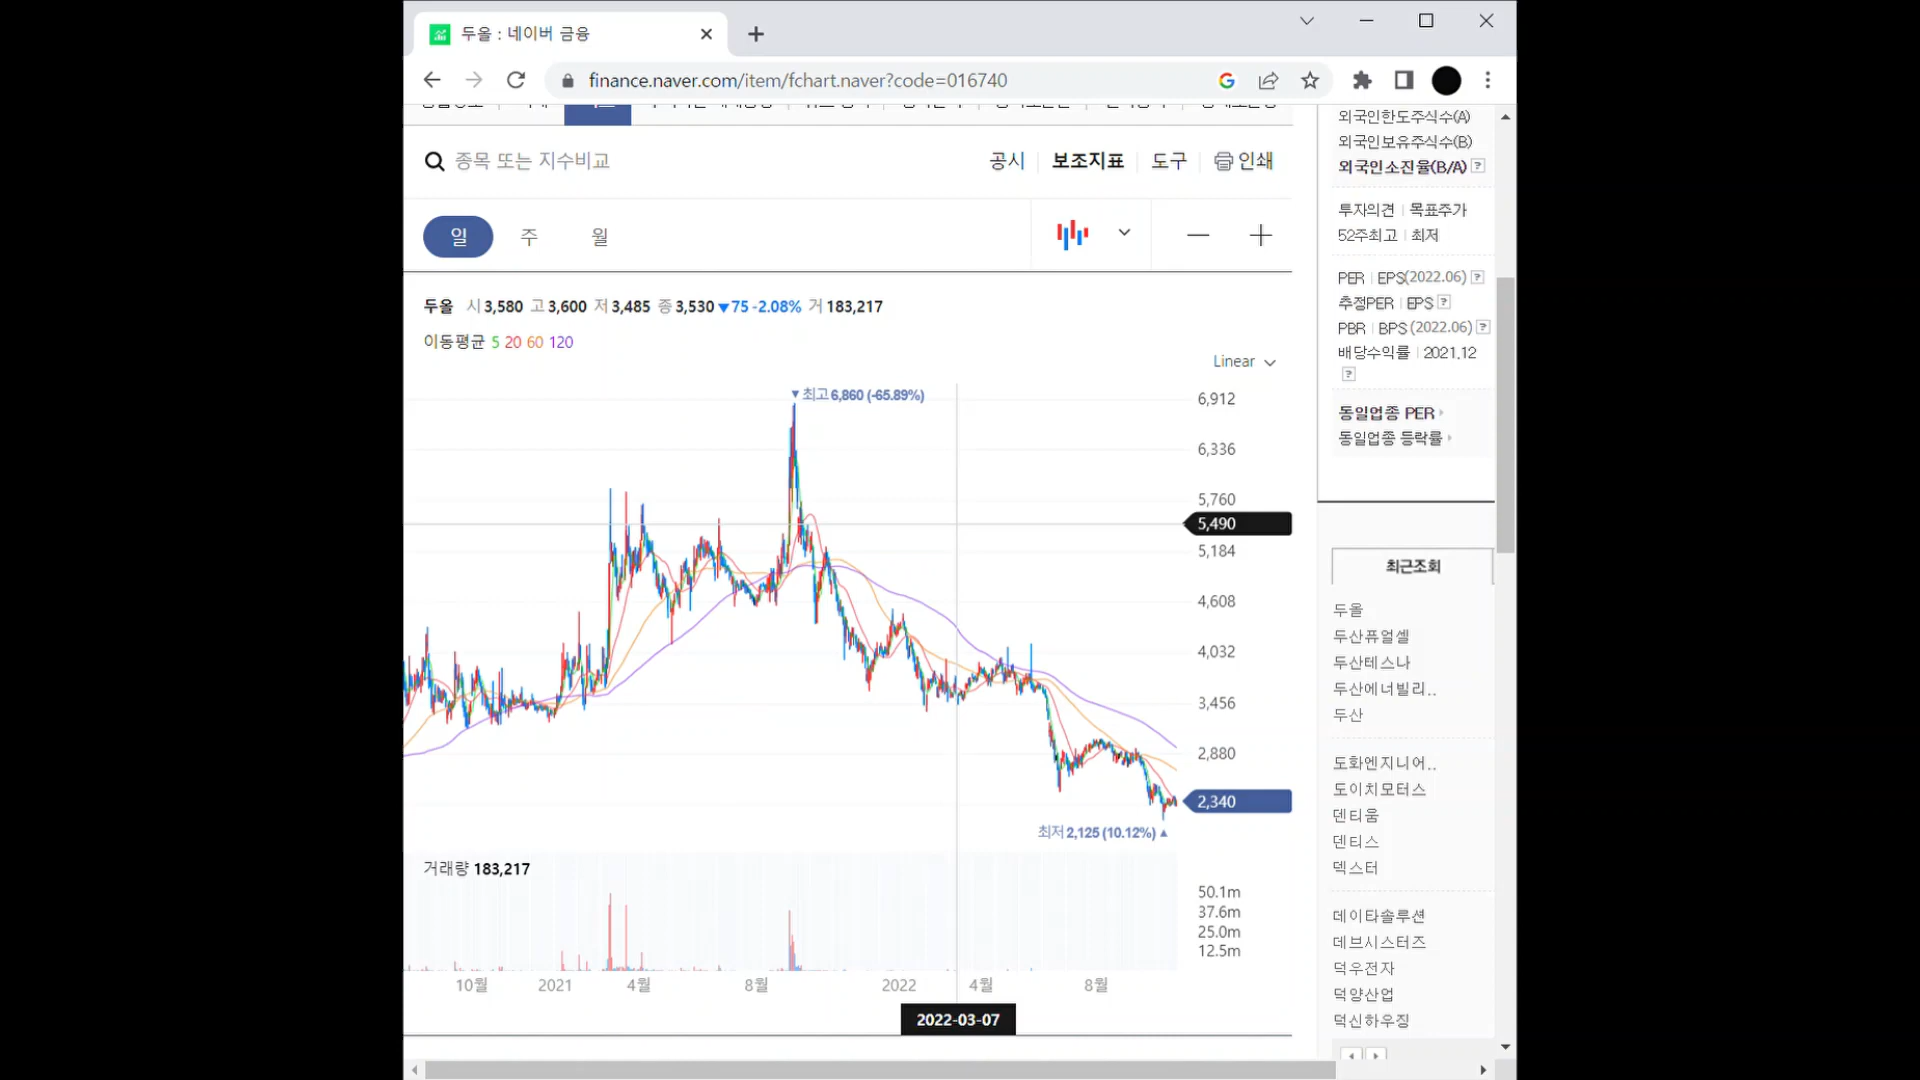 두올 : 네이버 금융
finance.naver.com/item/fchart.naver?code=016740
종목 또는 지수비교
공시 보조지표 도구 인쇄
일 주 월
두올 시 3,580 고 3,600 저 3,485 종 3,530 ▼75 -2.08% 거 183,217
이동평균 5 20 60 120
Linear
▼최고 6,860 (-65.89%)
6,912
6,336
5,760
5,490
5,184
4,608
4,032
3,456
2,880
2,340
최저 2,125 (10.12%) ▲
거래량 183,217
50.1m
37.6m
25.0m
12.5m
10월 2021 4월 8월 2022 4월 8월
2022-03-07
외국인한도주식수(A)
외국인보유주식수(B)
외국인소진율(B/A) ?
투자의견 | 목표주가
52주최고 | 최저
PER | EPS(2022.06) ?
추정PER | EPS ?
PBR | BPS (2022.06) ?
배당수익률 | 2021.12
?
동일업종 PER
동일업종 등락률
최근조회
두올
두산퓨얼셀
두산테스나
두산에너빌리..
두산
도화엔지니어..
도이치모터스
덴티움
덴티스
덱스터
데이타솔루션
데브시스터즈
덕우전자
덕양산업
덕신하우징